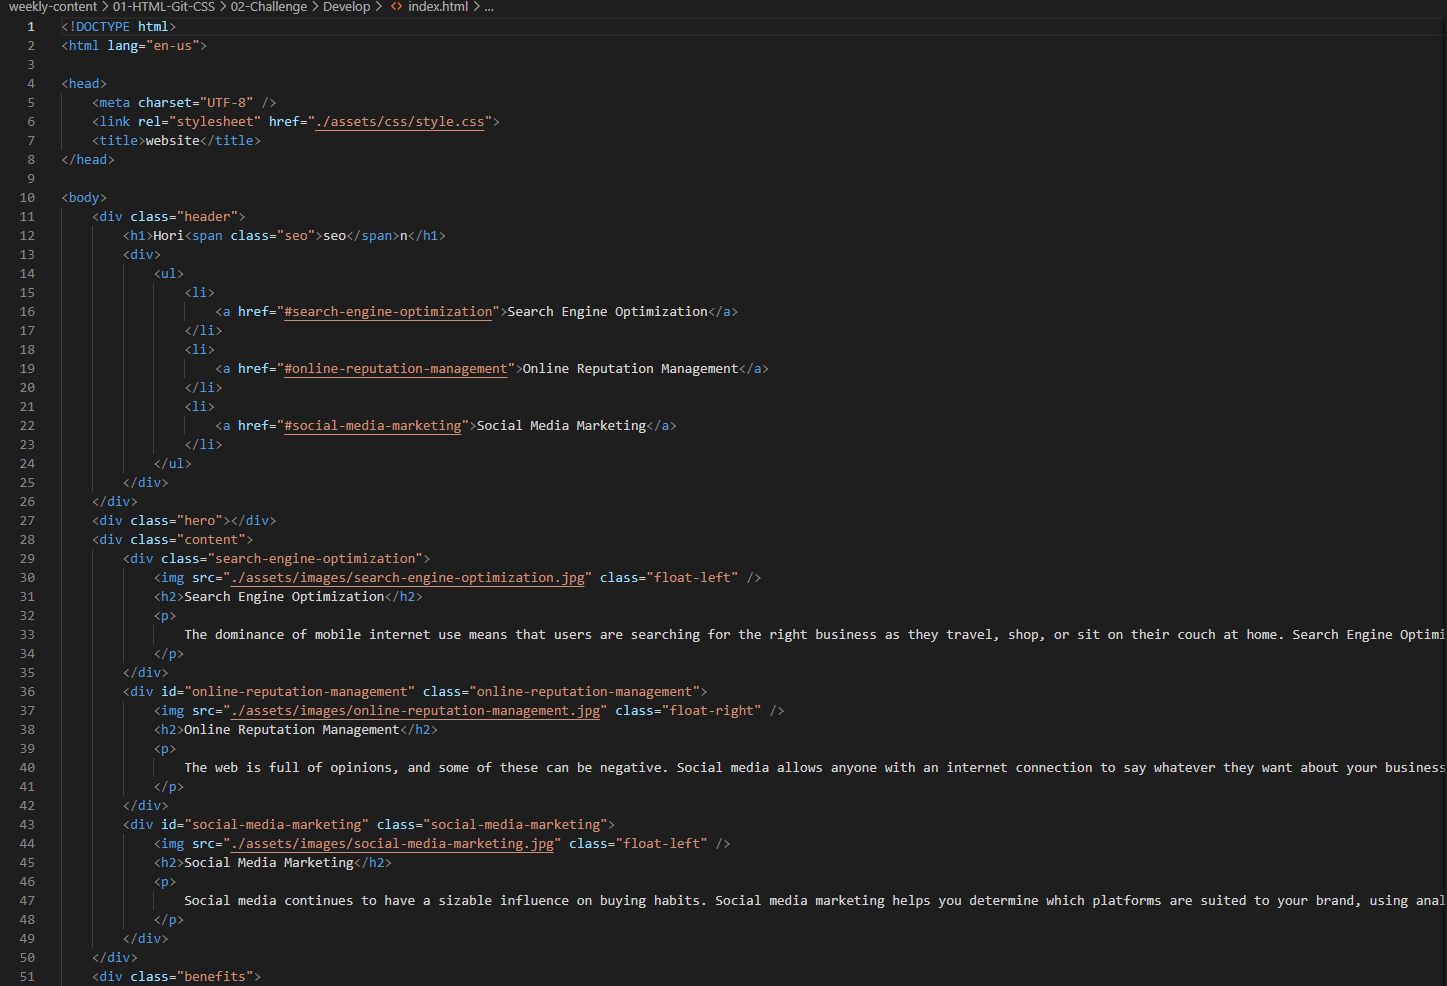 weekly-content > 01-HTML-Git-CSS > 02-Challenge > Develop > <> index.html > ...
1 <!DOCTYPE html>
2 <html lang="en-us">
3
4 <head>
5     <meta charset="UTF-8" />
6     <link rel="stylesheet" href="./assets/css/style.css">
7     <title>website</title>
8 </head>
9
10 <body>
11     <div class="header">
12         <h1>Hori<span class="seo">seo</span>n</h1>
13         <div>
14             <ul>
15                 <li>
16                     <a href="#search-engine-optimization">Search Engine Optimization</a>
17                 </li>
18                 <li>
19                     <a href="#online-reputation-management">Online Reputation Management</a>
20                 </li>
21                 <li>
22                     <a href="#social-media-marketing">Social Media Marketing</a>
23                 </li>
24             </ul>
25         </div>
26     </div>
27     <div class="hero"></div>
28     <div class="content">
29         <div class="search-engine-optimization">
30             <img src="./assets/images/search-engine-optimization.jpg" class="float-left" />
31             <h2>Search Engine Optimization</h2>
32             <p>
33                 The dominance of mobile internet use means that users are searching for the right business as they travel, shop, or sit on their couch at home. Search Engine Optimi
34             </p>
35         </div>
36         <div id="online-reputation-management" class="online-reputation-management">
37             <img src="./assets/images/online-reputation-management.jpg" class="float-right" />
38             <h2>Online Reputation Management</h2>
39             <p>
40                 The web is full of opinions, and some of these can be negative. Social media allows anyone with an internet connection to say whatever they want about your business
41             </p>
42         </div>
43         <div id="social-media-marketing" class="social-media-marketing">
44             <img src="./assets/images/social-media-marketing.jpg" class="float-left" />
45             <h2>Social Media Marketing</h2>
46             <p>
47                 Social media continues to have a sizable influence on buying habits. Social media marketing helps you determine which platforms are suited to your brand, using anal
48             </p>
49         </div>
50     </div>
51     <div class="benefits">